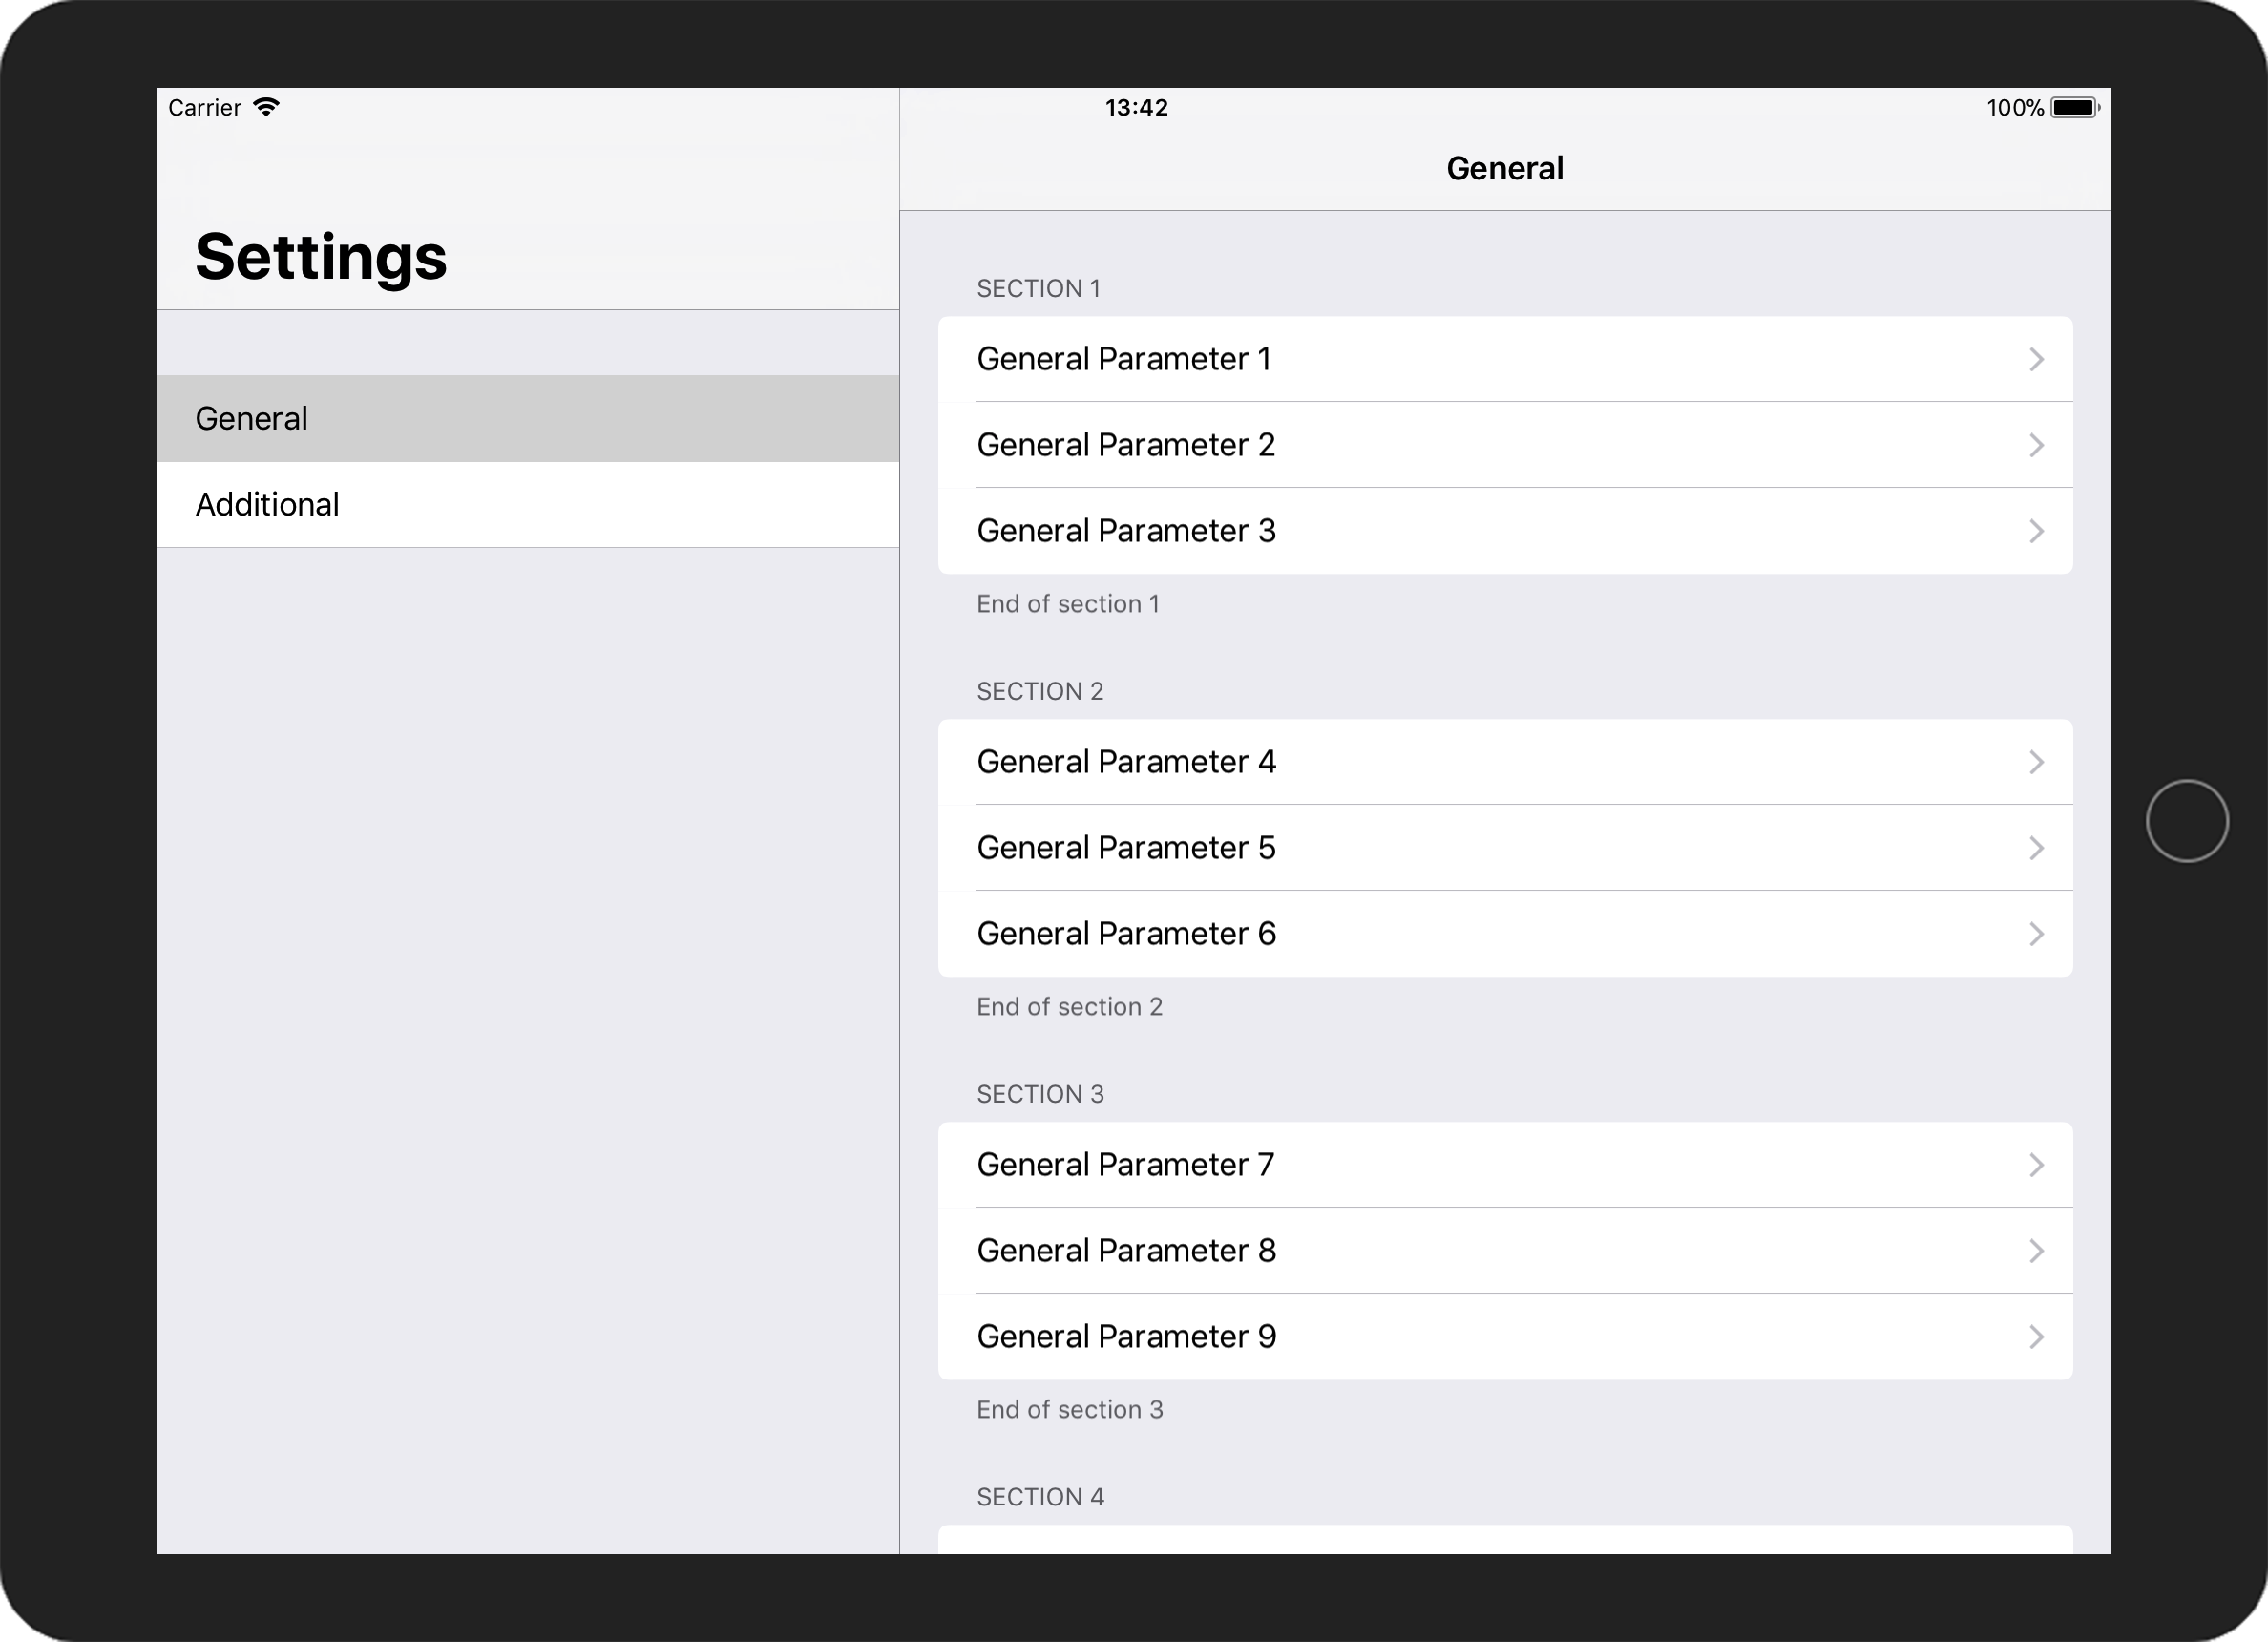 Carrier
13:42
100%
Settings
General
Additional
General
SECTION 1
General Parameter 1
General Parameter 2
General Parameter 3
End of section 1
SECTION 2
General Parameter 4
General Parameter 5
General Parameter 6
End of section 2
SECTION 3
General Parameter 7
General Parameter 8
General Parameter 9
End of section 3
SECTION 4